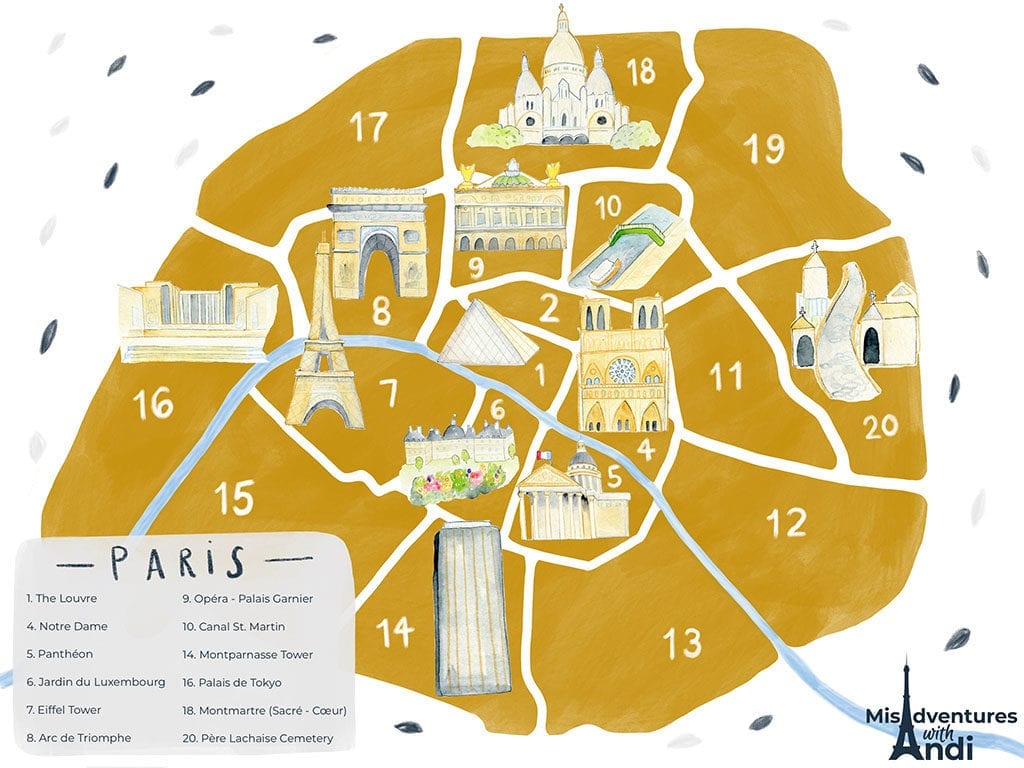 18
17
19
10
9
2
8
1
11
7
16
6
20
4
5
15
12
14
13
— PARiS —
1. The Louvre
4. Notre Dame
5. Panthéon
6. Jardin du Luxembourg
7. Eiffel Tower
8. Arc de Triomphe
9. Opéra - Palais Garnier
10. Canal St. Martin
14. Montparnasse Tower
16. Palais de Tokyo
18. Montmartre (Sacré - Cœur)
20. Père Lachaise Cemetery
MisAdventures
with
Andi